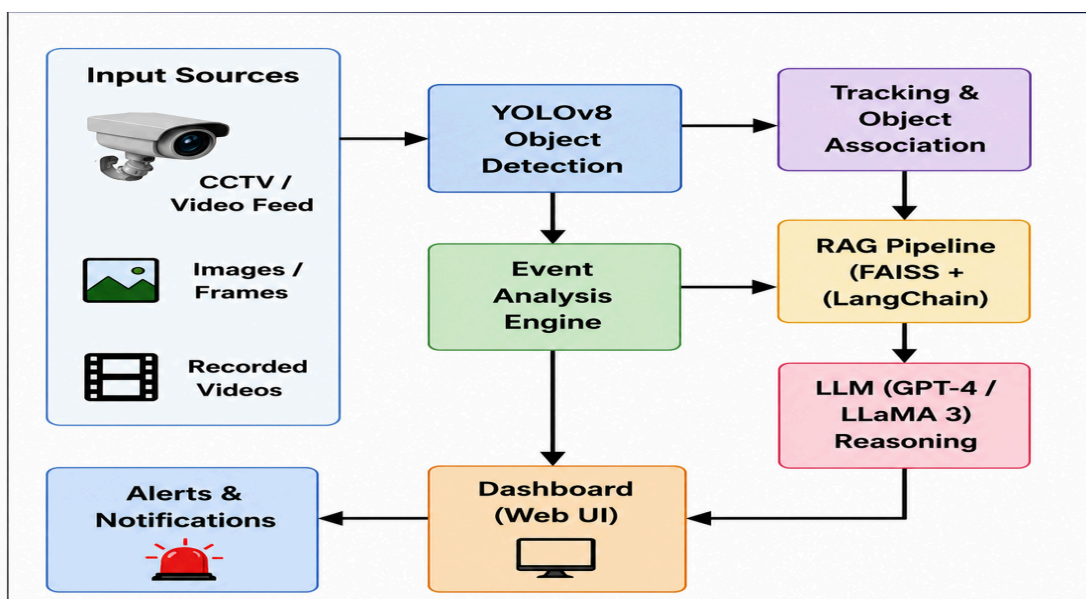 Input Sources
CCTV /
Video Feed
Images /
Frames
Recorded
Videos
YOLOv8
Object
Detection
Tracking &
Object
Association
Event
Analysis
Engine
RAG Pipeline
(FAISS +
(LangChain)
LLM (GPT-4 /
LLaMA 3)
Reasoning
Dashboard
(Web UI)
Alerts &
Notifications